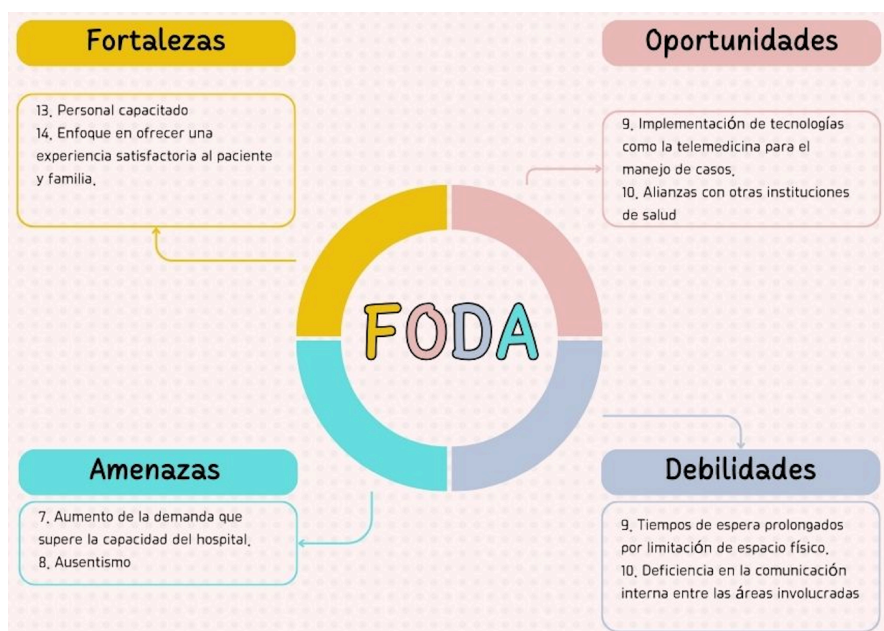 Fortalezas
13. Personal capacitado
14. Enfoque en ofrecer una
experiencia satisfactoria al paciente
y familia.
Oportunidades
9. Implementación de tecnologías
como la telemedicina para el
manejo de casos.
10. Alianzas con otras instituciones
de salud
FODA
Amenazas
7. Aumento de la demanda que
supere la capacidad del hospital.
8. Ausentismo
Debilidades
9. Tiempos de espera prolongados
por limitación de espacio físico.
10. Deficiencia en la comunicación
interna entre las áreas involucradas